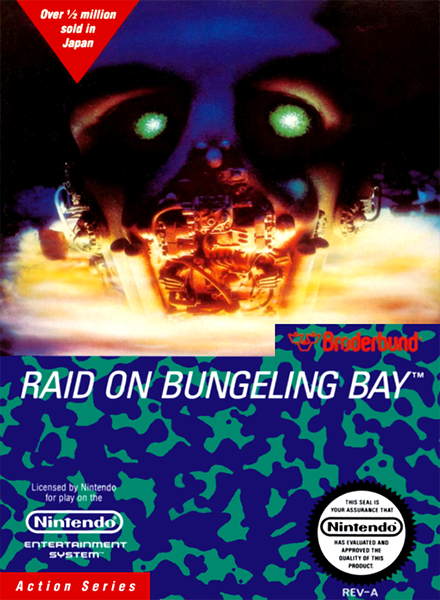 Over ½ million
sold in
Japan
Brøderbund
RAID ON BUNGELING BAY™
Licensed by Nintendo
for play on the
Nintendo®
ENTERTAINMENT
SYSTEM™
THIS SEAL IS
YOUR ASSURANCE THAT
Nintendo®
HAS EVALUATED AND
APPROVED THE
QUALITY OF THIS
PRODUCT.
Action Series
REV-A